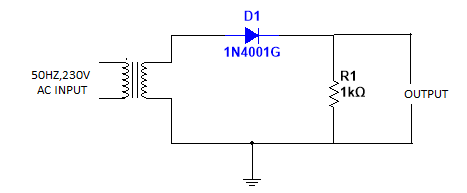 D1
1N4001G
50HZ,230V
AC INPUT
R1
1kΩ
OUTPUT